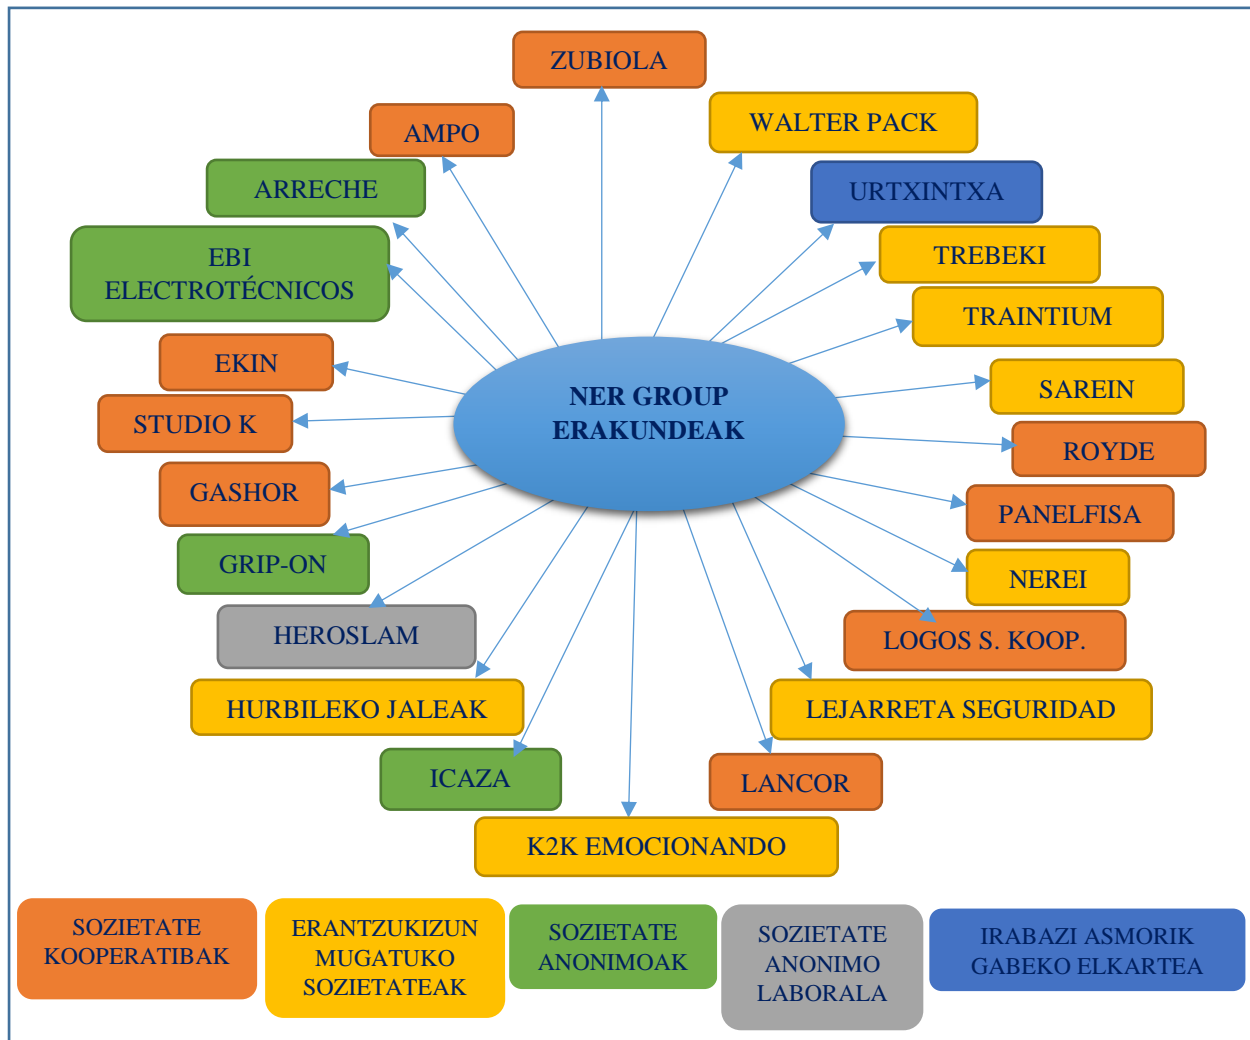 ZUBIOLA
AMPO
WALTER PACK
ARRECHE
URTXINTXA
EBI
ELECTROTÉCNICOS
TREBEKI
TRAINTIUM
EKIN
SAREIN
NER GROUP
ERAKUNDEAK
STUDIO K
ROYDE
GASHOR
PANELFISA
GRIP-ON
NEREI
HEROSLAM
LOGOS S. KOOP.
HURBILEKO JALEAK
LEJARRETA SEGURIDAD
ICAZA
LANCOR
K2K EMOCIONANDO
SOZIETATE
KOOPERATIBAK
ERANTZUKIZUN
MUGATUKO
SOZIETATEAK
SOZIETATE
ANONIMOAK
SOZIETATE
ANONIMO
LABORALA
IRABAZI ASMORIK
GABEKO ELKARTEA